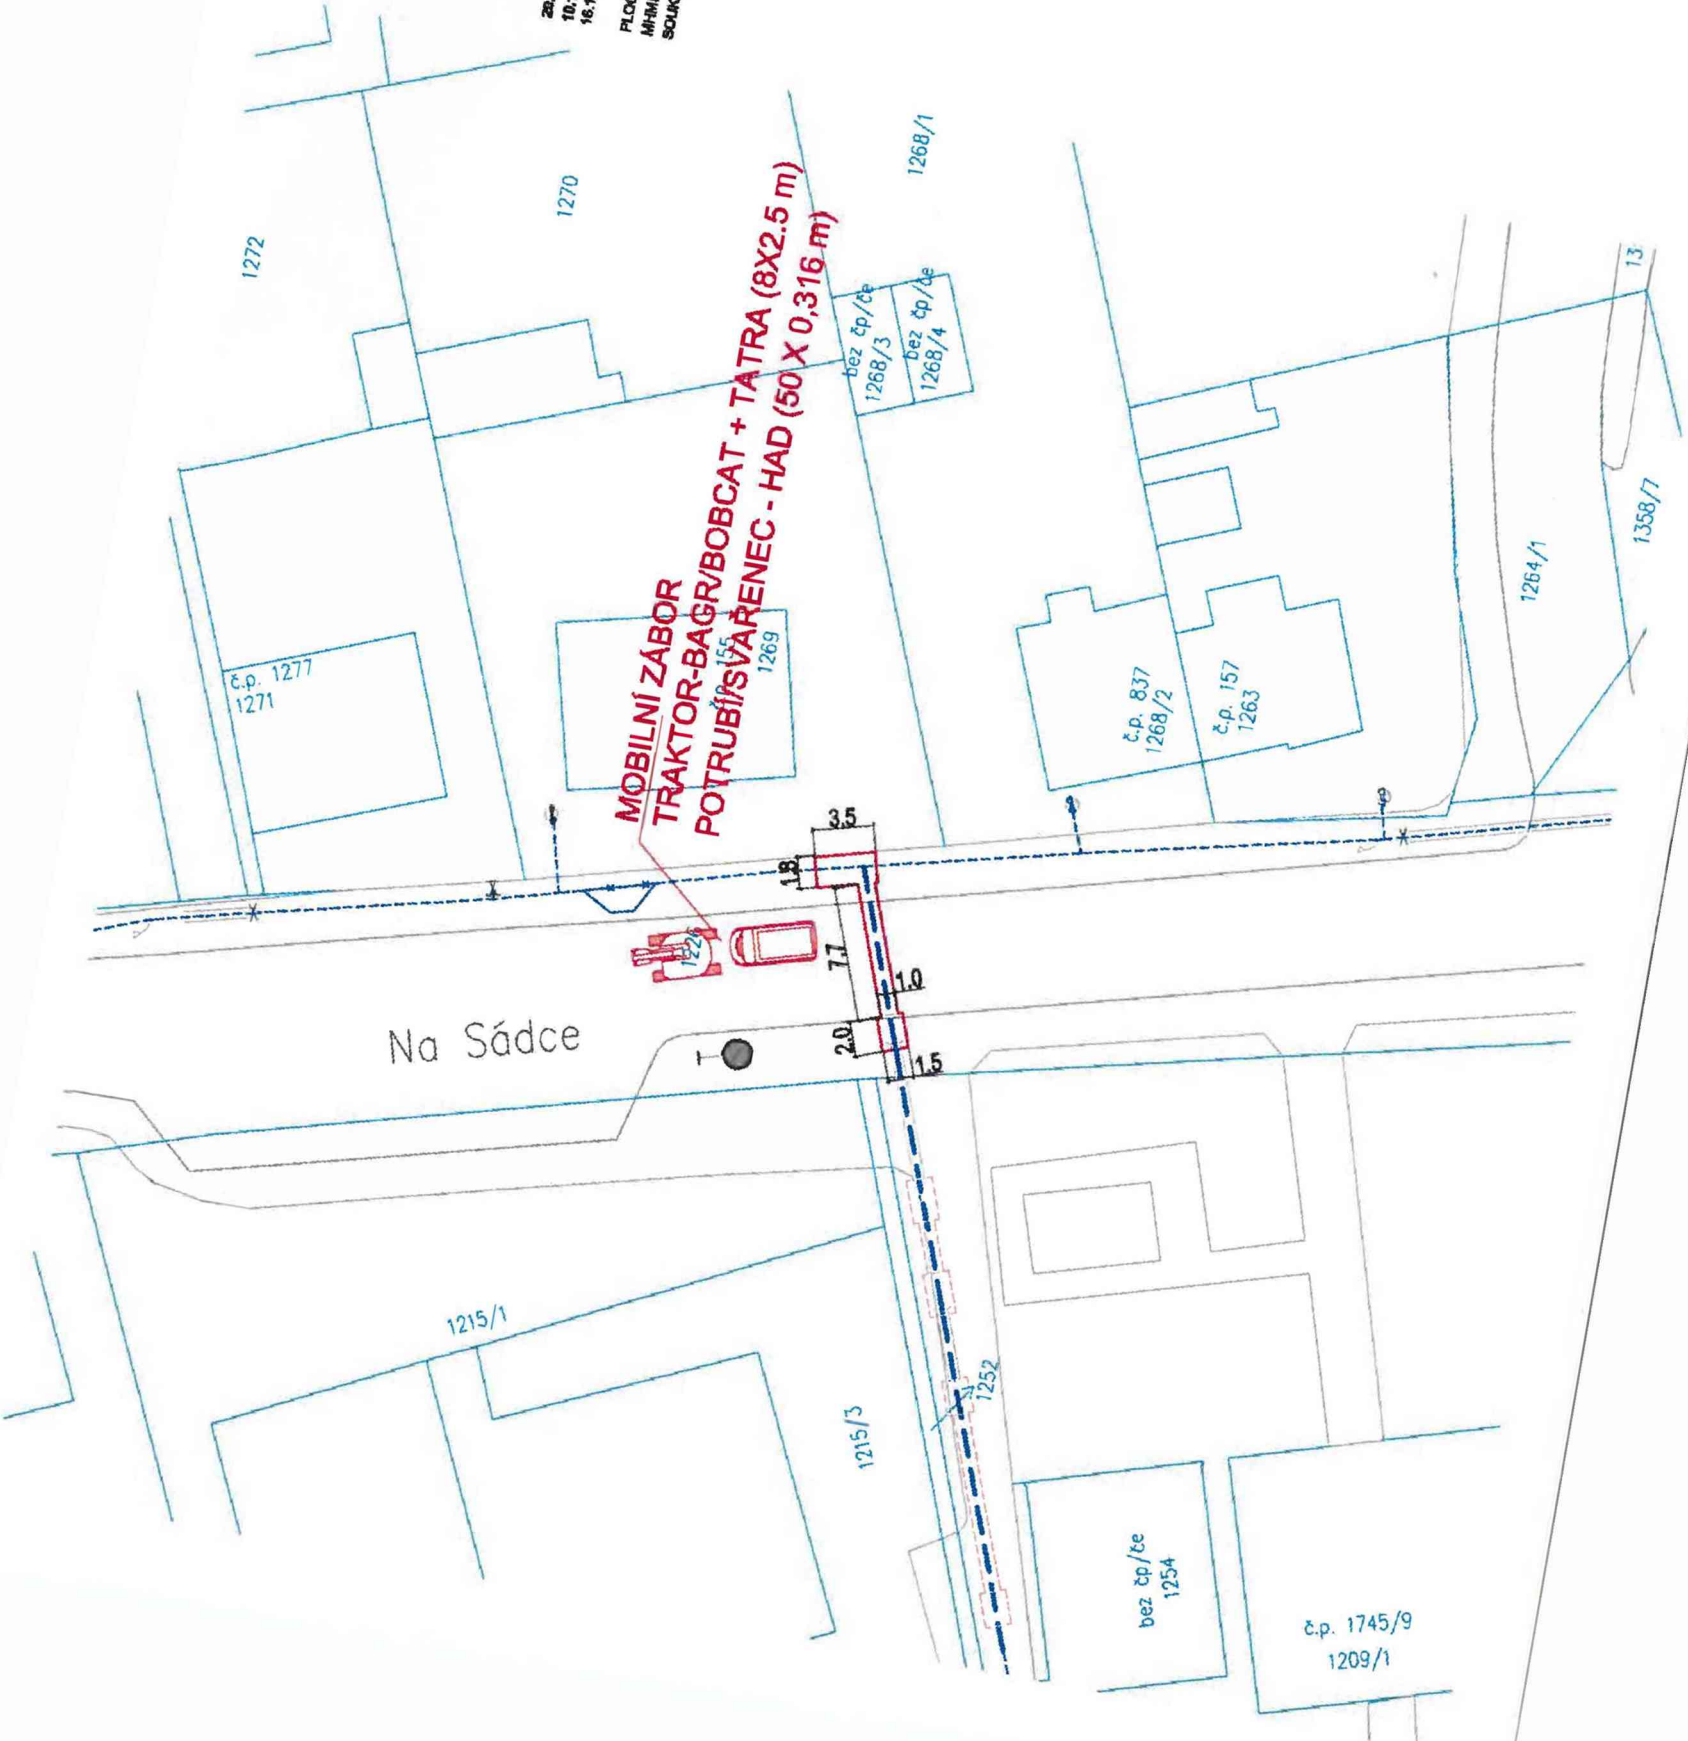 1272
1270
1268/1
MOBILNÍ ZÁBOR
TRAKTOR-BAGR/BOBCAT + TATRA (8X2.5 m)
POTRUBÍ/SVAŘENEC - HAD (50 X 0,316 m)
bez čp/če
1268/3
bez čp/če
1268/4
č.p. 1277
1271
č.p. 155
1269
č.p. 837
1268/2
č.p. 157
1263
1264/1
1358/7
3.5
1.8
7.7
1.0
2.0
1.5
Na Sádce
1215/1
1215/3
1252
bez čp/če
1254
č.p. 1745/9
1209/1